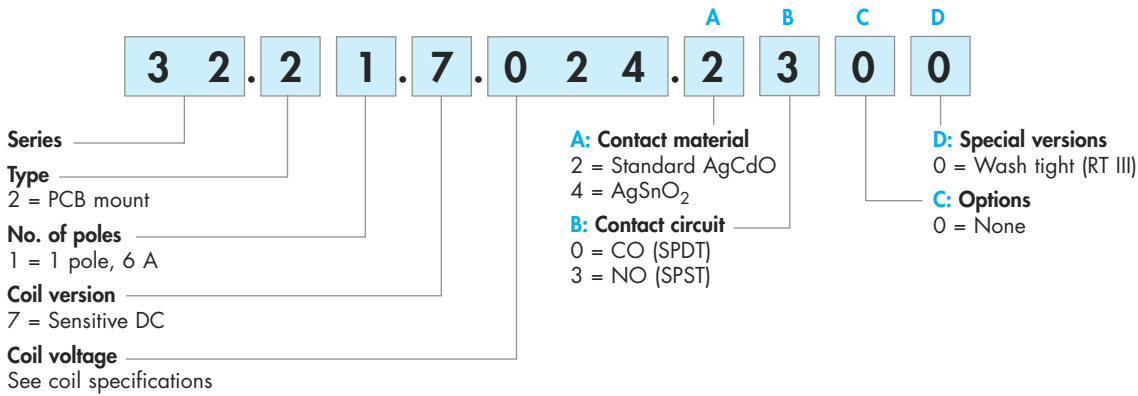 A B C D
3 2 . 2 1 . 7 . 0 2 4 . 2 3 0 0
Series
Type
2 = PCB mount
No. of poles
1 = 1 pole, 6 A
Coil version
7 = Sensitive DC
Coil voltage
See coil specifications
A: Contact material
2 = Standard AgCdO
4 = AgSnO₂
B: Contact circuit
0 = CO (SPDT)
3 = NO (SPST)
D: Special versions
0 = Wash tight (RT III)
C: Options
0 = None